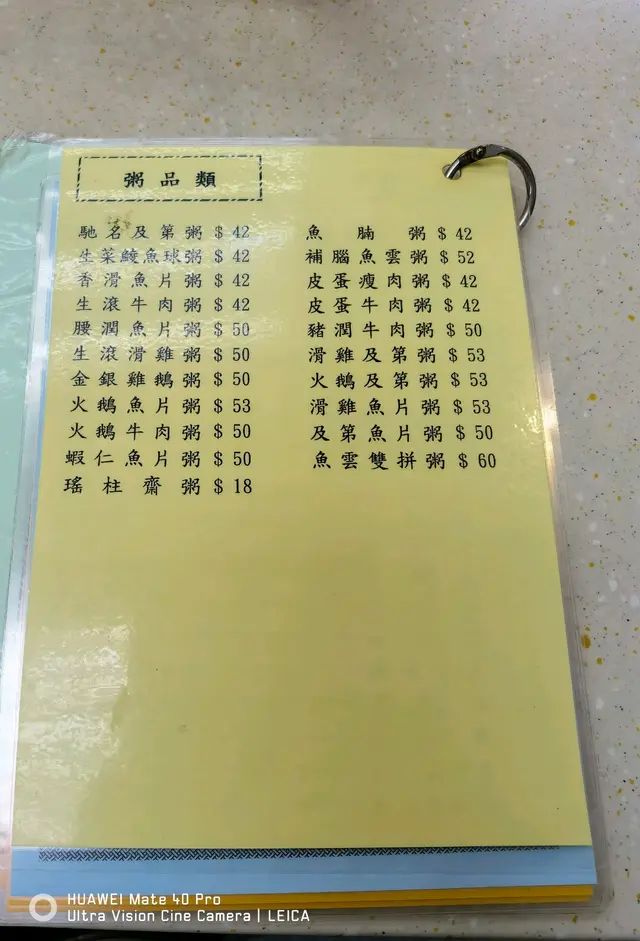 粥品類
馳名及第粥 $ 42
生菜鯪魚球粥 $ 42
香滑魚片粥 $ 42
生滾牛肉粥 $ 42
腰潤魚片粥 $ 50
生滾滑雞粥 $ 50
金銀雞鵝粥 $ 50
火鵝魚片粥 $ 53
火鵝牛肉粥 $ 50
蝦仁魚片粥 $ 50
瑤柱齋粥 $ 18
魚腩粥 $ 42
補腦魚雲粥 $ 52
皮蛋瘦肉粥 $ 42
皮蛋牛肉粥 $ 42
豬潤牛肉粥 $ 50
滑雞及第粥 $ 53
火鵝及第粥 $ 53
滑雞魚片粥 $ 53
及第魚片粥 $ 50
魚雲雙拼粥 $ 60
HUAWEI Mate 40 Pro
Ultra Vision Cine Camera | LEICA